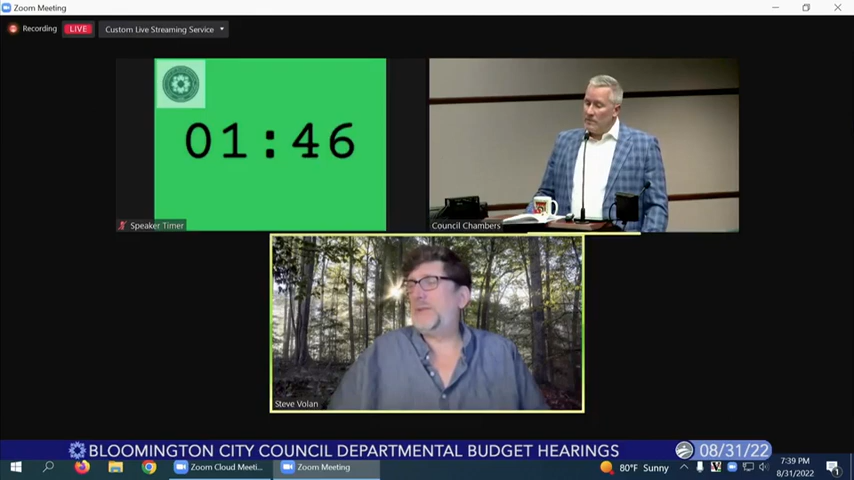 Zoom Meeting
Recording
LIVE
Custom Live Streaming Service
01:46
Speaker Timer
Council Chambers
Steve Volan
BLOOMINGTON CITY COUNCIL DEPARTMENTAL BUDGET HEARINGS
08/31/22
Zoom Cloud Meeti...
Zoom Meeting
80°F Sunny
7:39 PM
8/31/2022